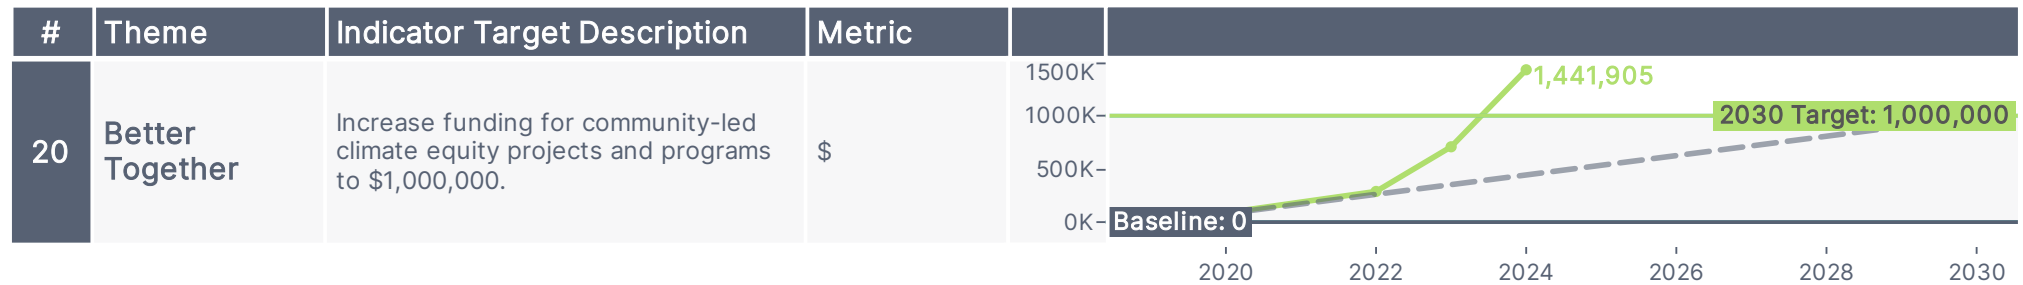 # Theme Indicator Target Description Metric
20
Better
Together
Increase funding for community-led
climate equity projects and programs
to $1,000,000.
$
1500K
1000K
500K
0K
1,441,905
2030 Target: 1,000,000
Baseline: 0
2020 2022 2024 2026 2028 2030